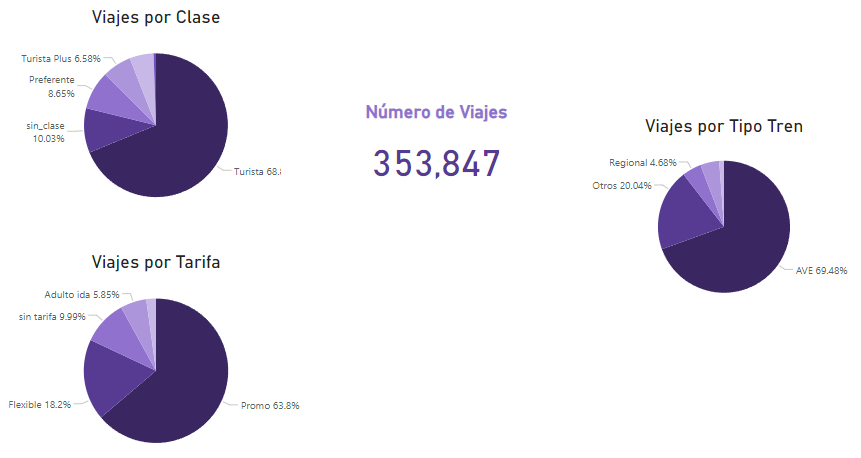 Viajes por Clase
Turista Plus 6.58%
Preferente
8.65%
sin_clase
10.03%
Turista 68.
Número de Viajes
353,847
Viajes por Tipo Tren
Regional 4.68%
Otros 20.04%
AVE 69.48%
Viajes por Tarifa
Adulto ida 5.85%
sin tarifa 9.99%
Flexible 18.2%
Promo 63.8%